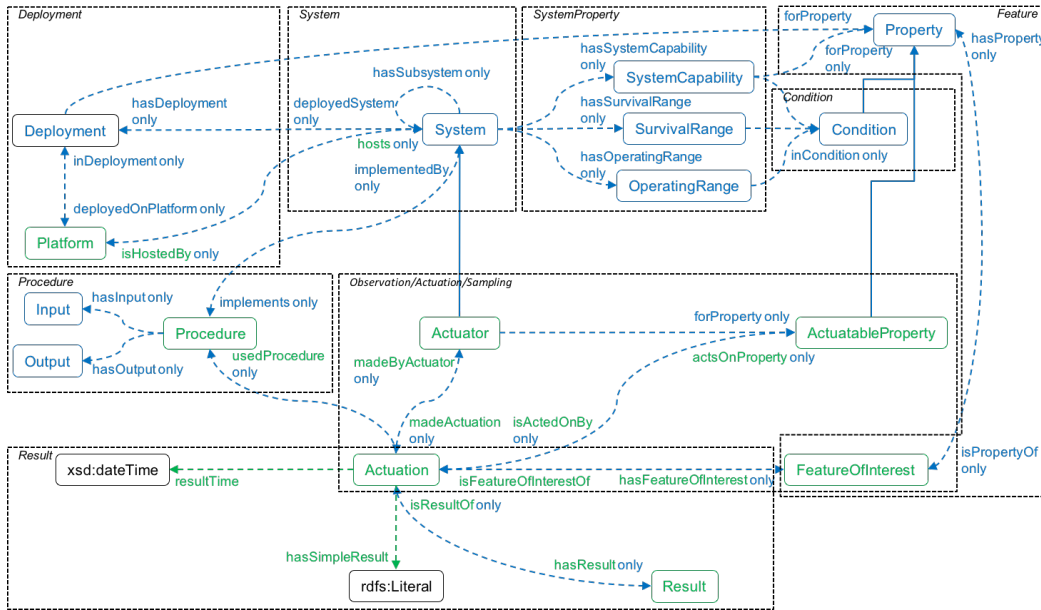 Deployment
System
SystemProperty
Feature
forProperty
only
Property
hasProperty
only
hasSystemCapability
only
forProperty
only
hasSubsystem only
SystemCapability
hasDeployment
only
deployedSystem
only
hasSurvivalRange
only
Condition
Deployment
System
SurvivalRange
Condition
hosts only
inDeployment only
implementedBy
only
hasOperatingRange
only
inCondition only
OperatingRange
deployedOnPlatform only
Platform
isHostedBy only
Procedure
Observation/Actuation/Sampling
hasInput only
Input
implements only
Procedure
Actuator
forProperty only
ActuatableProperty
Output
hasOutput only
usedProcedure
only
madeByActuator
only
actsOnProperty only
madeActuation
only
isActedOnBy
only
Result
xsd:dateTime
resultTime
Actuation
isFeatureOfInterestOf
hasFeatureOfInterest only
FeatureOfInterest
isPropertyOf
only
isResultOf only
hasSimpleResult
hasResult only
rdfs:Literal
Result